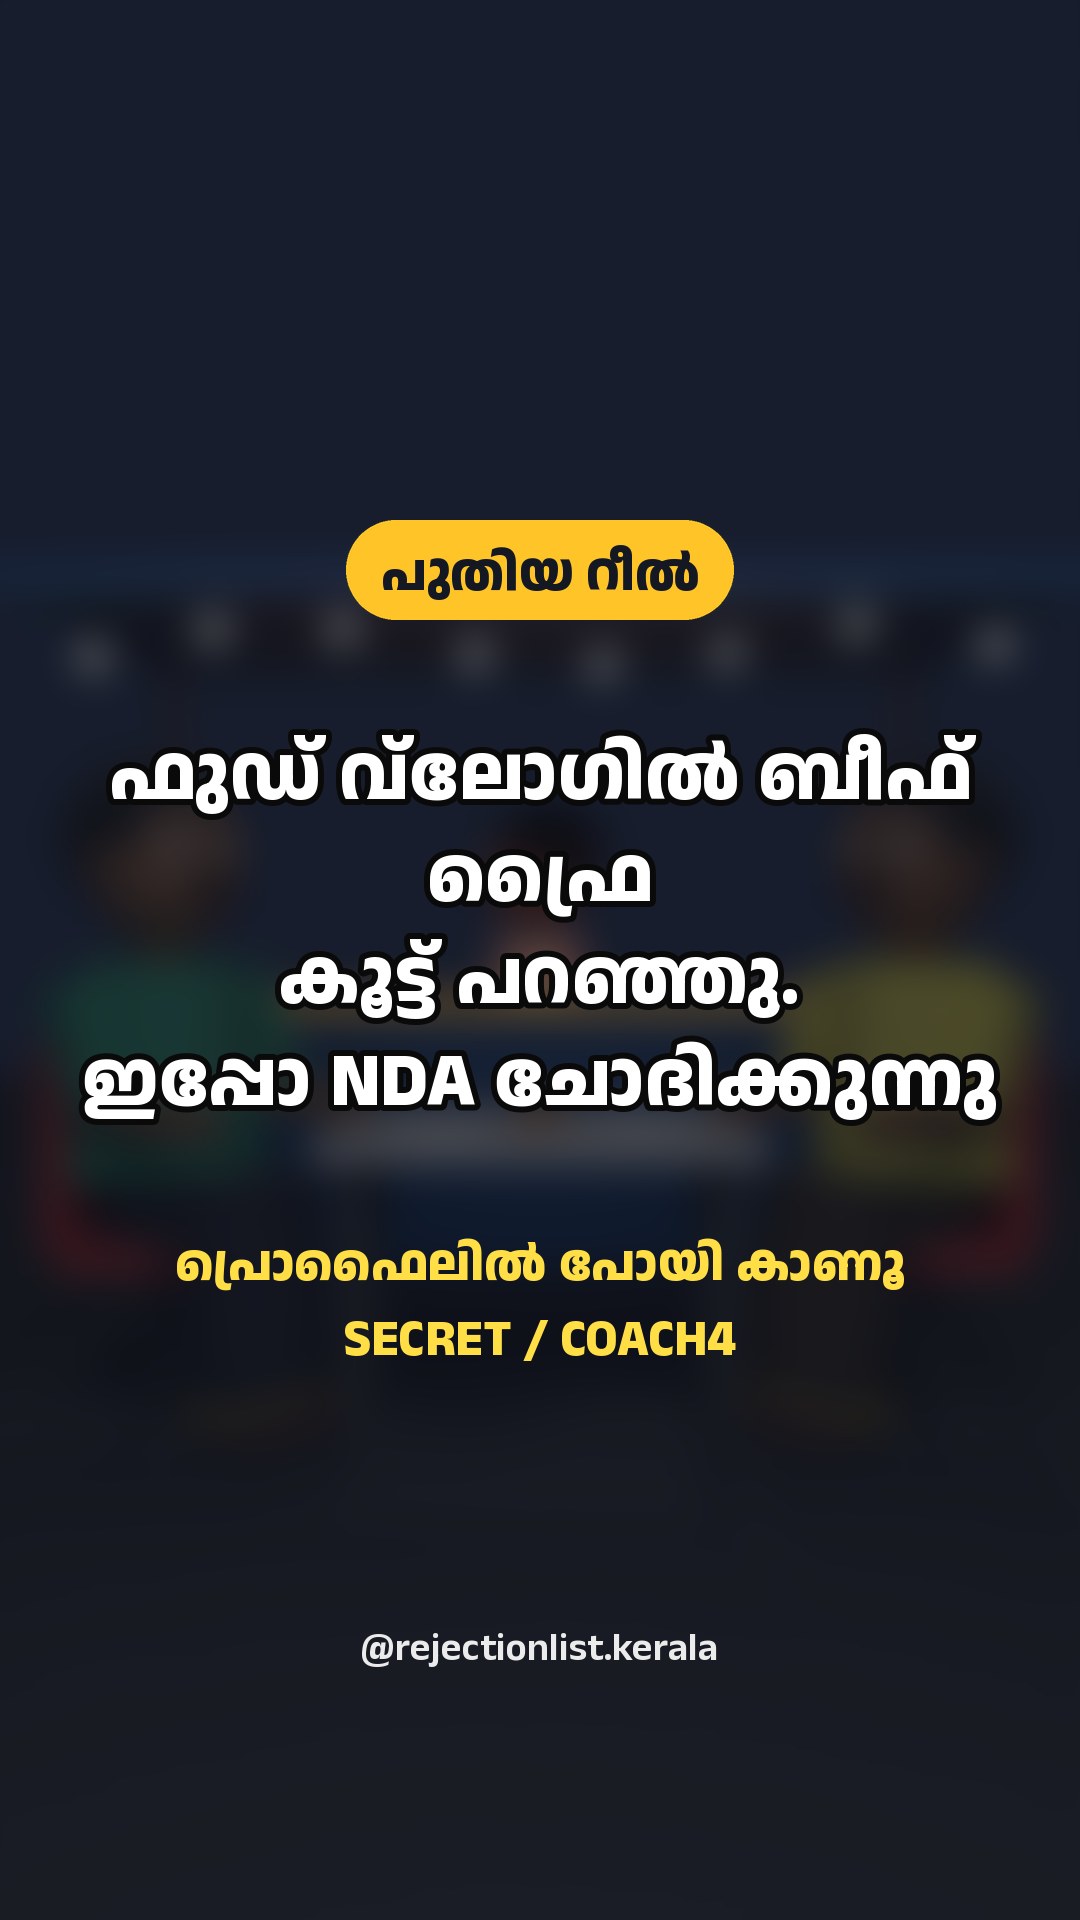 പുതിയ റീൽ
ഫുഡ് വ്ലോഗിൽ ബീഫ്
ഫ്രൈ
കൂട്ട് പറഞ്ഞു.
ഇപ്പോ NDA ചോദിക്കുന്നു
പ്രൊഫൈലിൽ പോയി കാണൂ
SECRET / COACH4
@rejectionlist.kerala